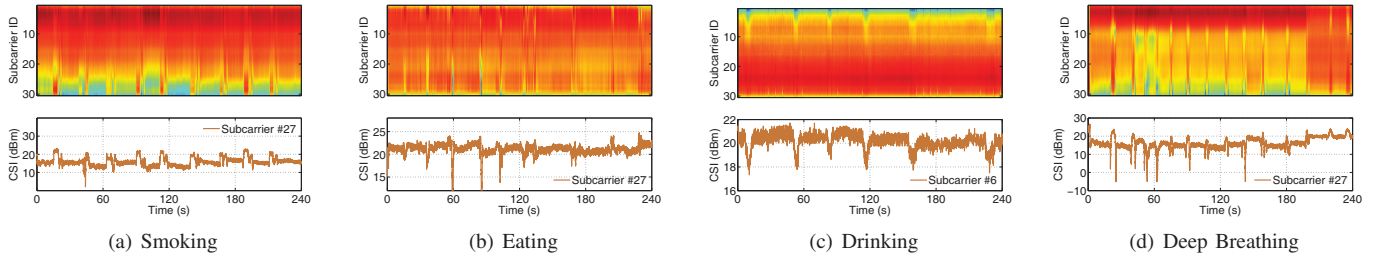 Subcarrier ID
10
20
30
Subcarrier #27
CSI (dBm)
30
20
10
0
60
120
180
240
Time (s)
(a) Smoking
Subcarrier ID
10
20
30
CSI (dBm)
25
20
15
Subcarrier #27
0
60
120
180
240
Time (s)
(b) Eating
Subcarrier ID
10
20
30
CSI (dBm)
22
20
18
16
Subcarrier #6
0
60
120
180
240
Time (s)
(c) Drinking
Subcarrier ID
10
20
30
CSI (dBm)
30
20
10
0
−10
Subcarrier #27
0
60
120
180
240
Time (s)
(d) Deep Breathing